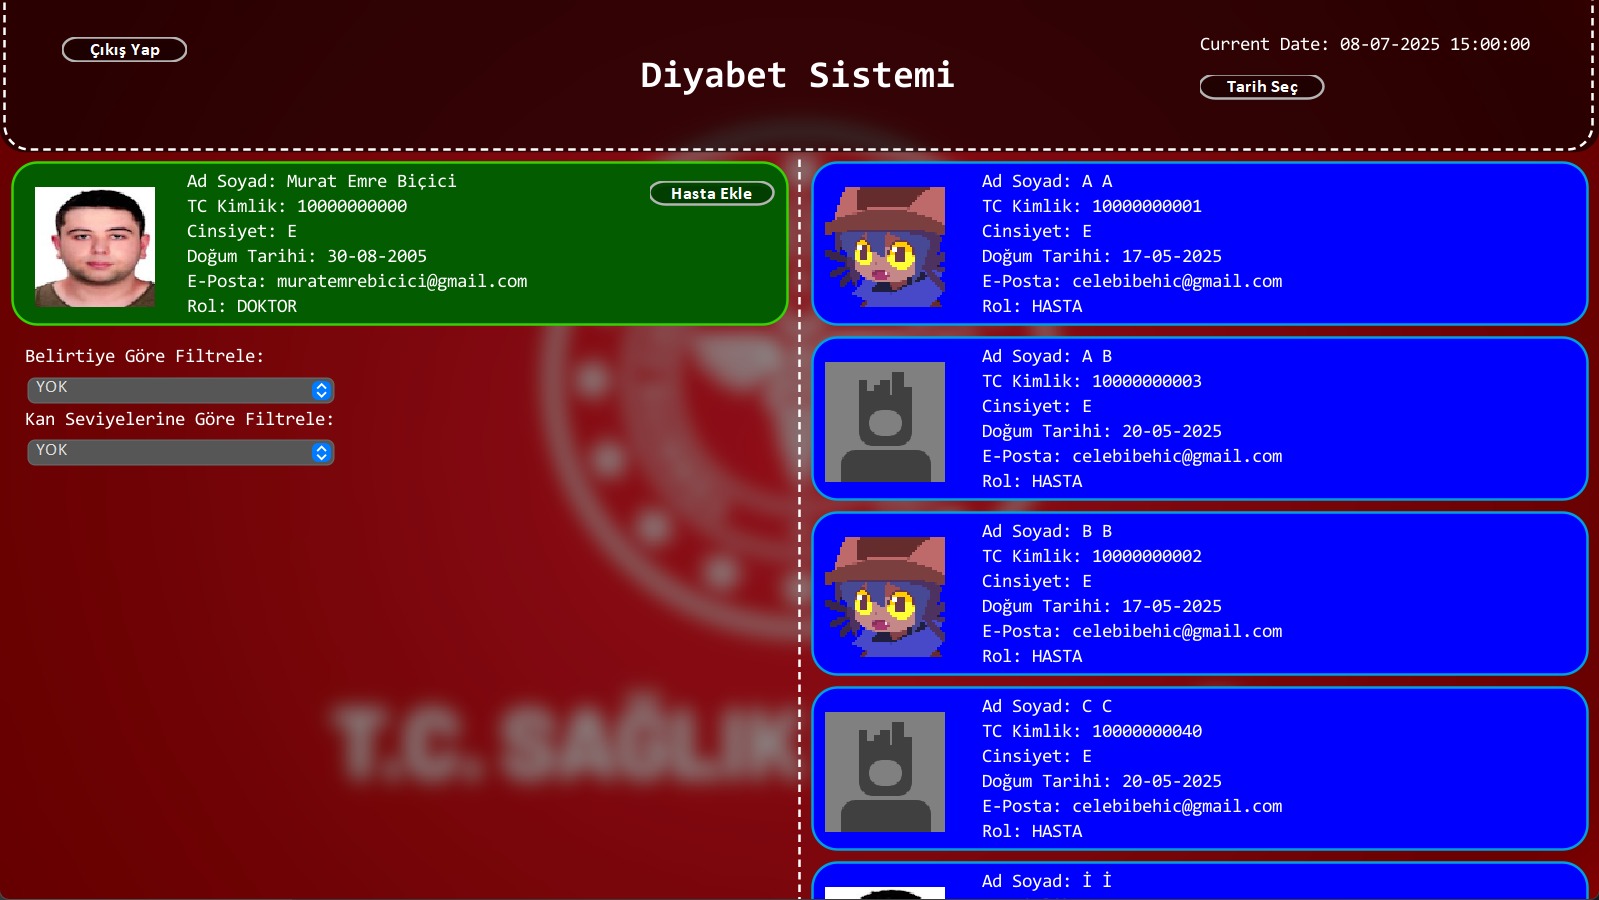 Çıkış Yap
Diyabet Sistemi
Current Date: 08-07-2025 15:00:00
Tarih Seç
Ad Soyad: Murat Emre Biçici
TC Kimlik: 10000000000
Cinsiyet: E
Doğum Tarihi: 30-08-2005
E-Posta: muratemrebicici@gmail.com
Rol: DOKTOR
Hasta Ekle
Belirtiye Göre Filtrele:
YOK
Kan Seviyelerine Göre Filtrele:
YOK
T.C. SAĞLIK
Ad Soyad: A A
TC Kimlik: 10000000001
Cinsiyet: E
Doğum Tarihi: 17-05-2025
E-Posta: celebibehic@gmail.com
Rol: HASTA
Ad Soyad: A B
TC Kimlik: 10000000003
Cinsiyet: E
Doğum Tarihi: 20-05-2025
E-Posta: celebibehic@gmail.com
Rol: HASTA
Ad Soyad: B B
TC Kimlik: 10000000002
Cinsiyet: E
Doğum Tarihi: 17-05-2025
E-Posta: celebibehic@gmail.com
Rol: HASTA
Ad Soyad: C C
TC Kimlik: 10000000040
Cinsiyet: E
Doğum Tarihi: 20-05-2025
E-Posta: celebibehic@gmail.com
Rol: HASTA
Ad Soyad: İ İ